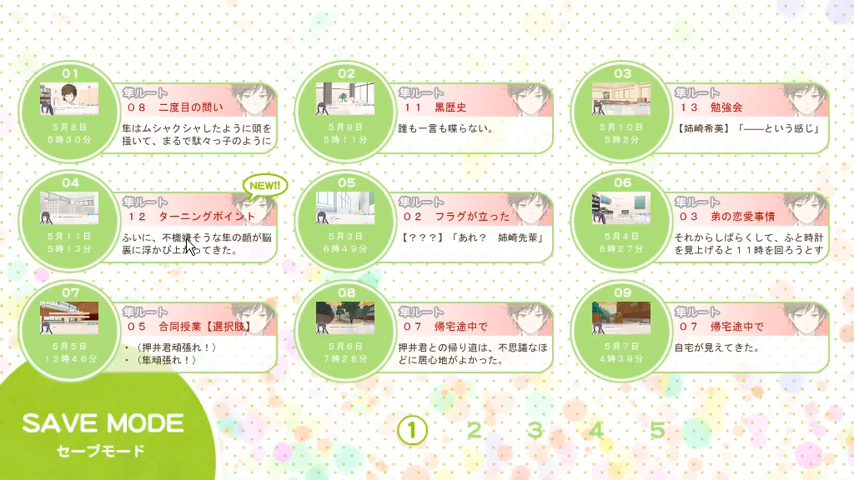 01
隼ルート
08 二度目の問い
5月8日
5時30分
隼はムシャクシャしたように頭を
掻いて、まるで駄々っ子のように
02
隼ルート
11 黒歴史
5月9日
5時11分
誰も一言も喋らない。
03
隼ルート
13 勉強会
5月10日
5時2分
【姉崎希美】「――という感じ」
04
NEW!!
隼ルート
12 ターニングポイント
5月11日
5時13分
ふいに、不機嫌そうな隼の顔が脳
裏に浮かび上がってきた。
05
隼ルート
02 フラグが立った
5月3日
6時49分
【???】「あれ? 姉崎先輩」
06
隼ルート
03 弟の恋愛事情
5月4日
6時27分
それからしばらくして、ふと時計
を見上げると11時を回ろうとす
07
隼ルート
05 合同授業【選択肢】
5月5日
12時46分
・(押井君頑張れ!)
・(隼頑張れ!)
08
隼ルート
07 帰宅途中で
5月6日
7時28分
押井君との帰り道は、不思議なほ
どに居心地がよかった。
09
隼ルート
07 帰宅途中で
5月7日
4時39分
自宅が見えてきた。
SAVE MODE
セーブモード
1 2 3 4 5